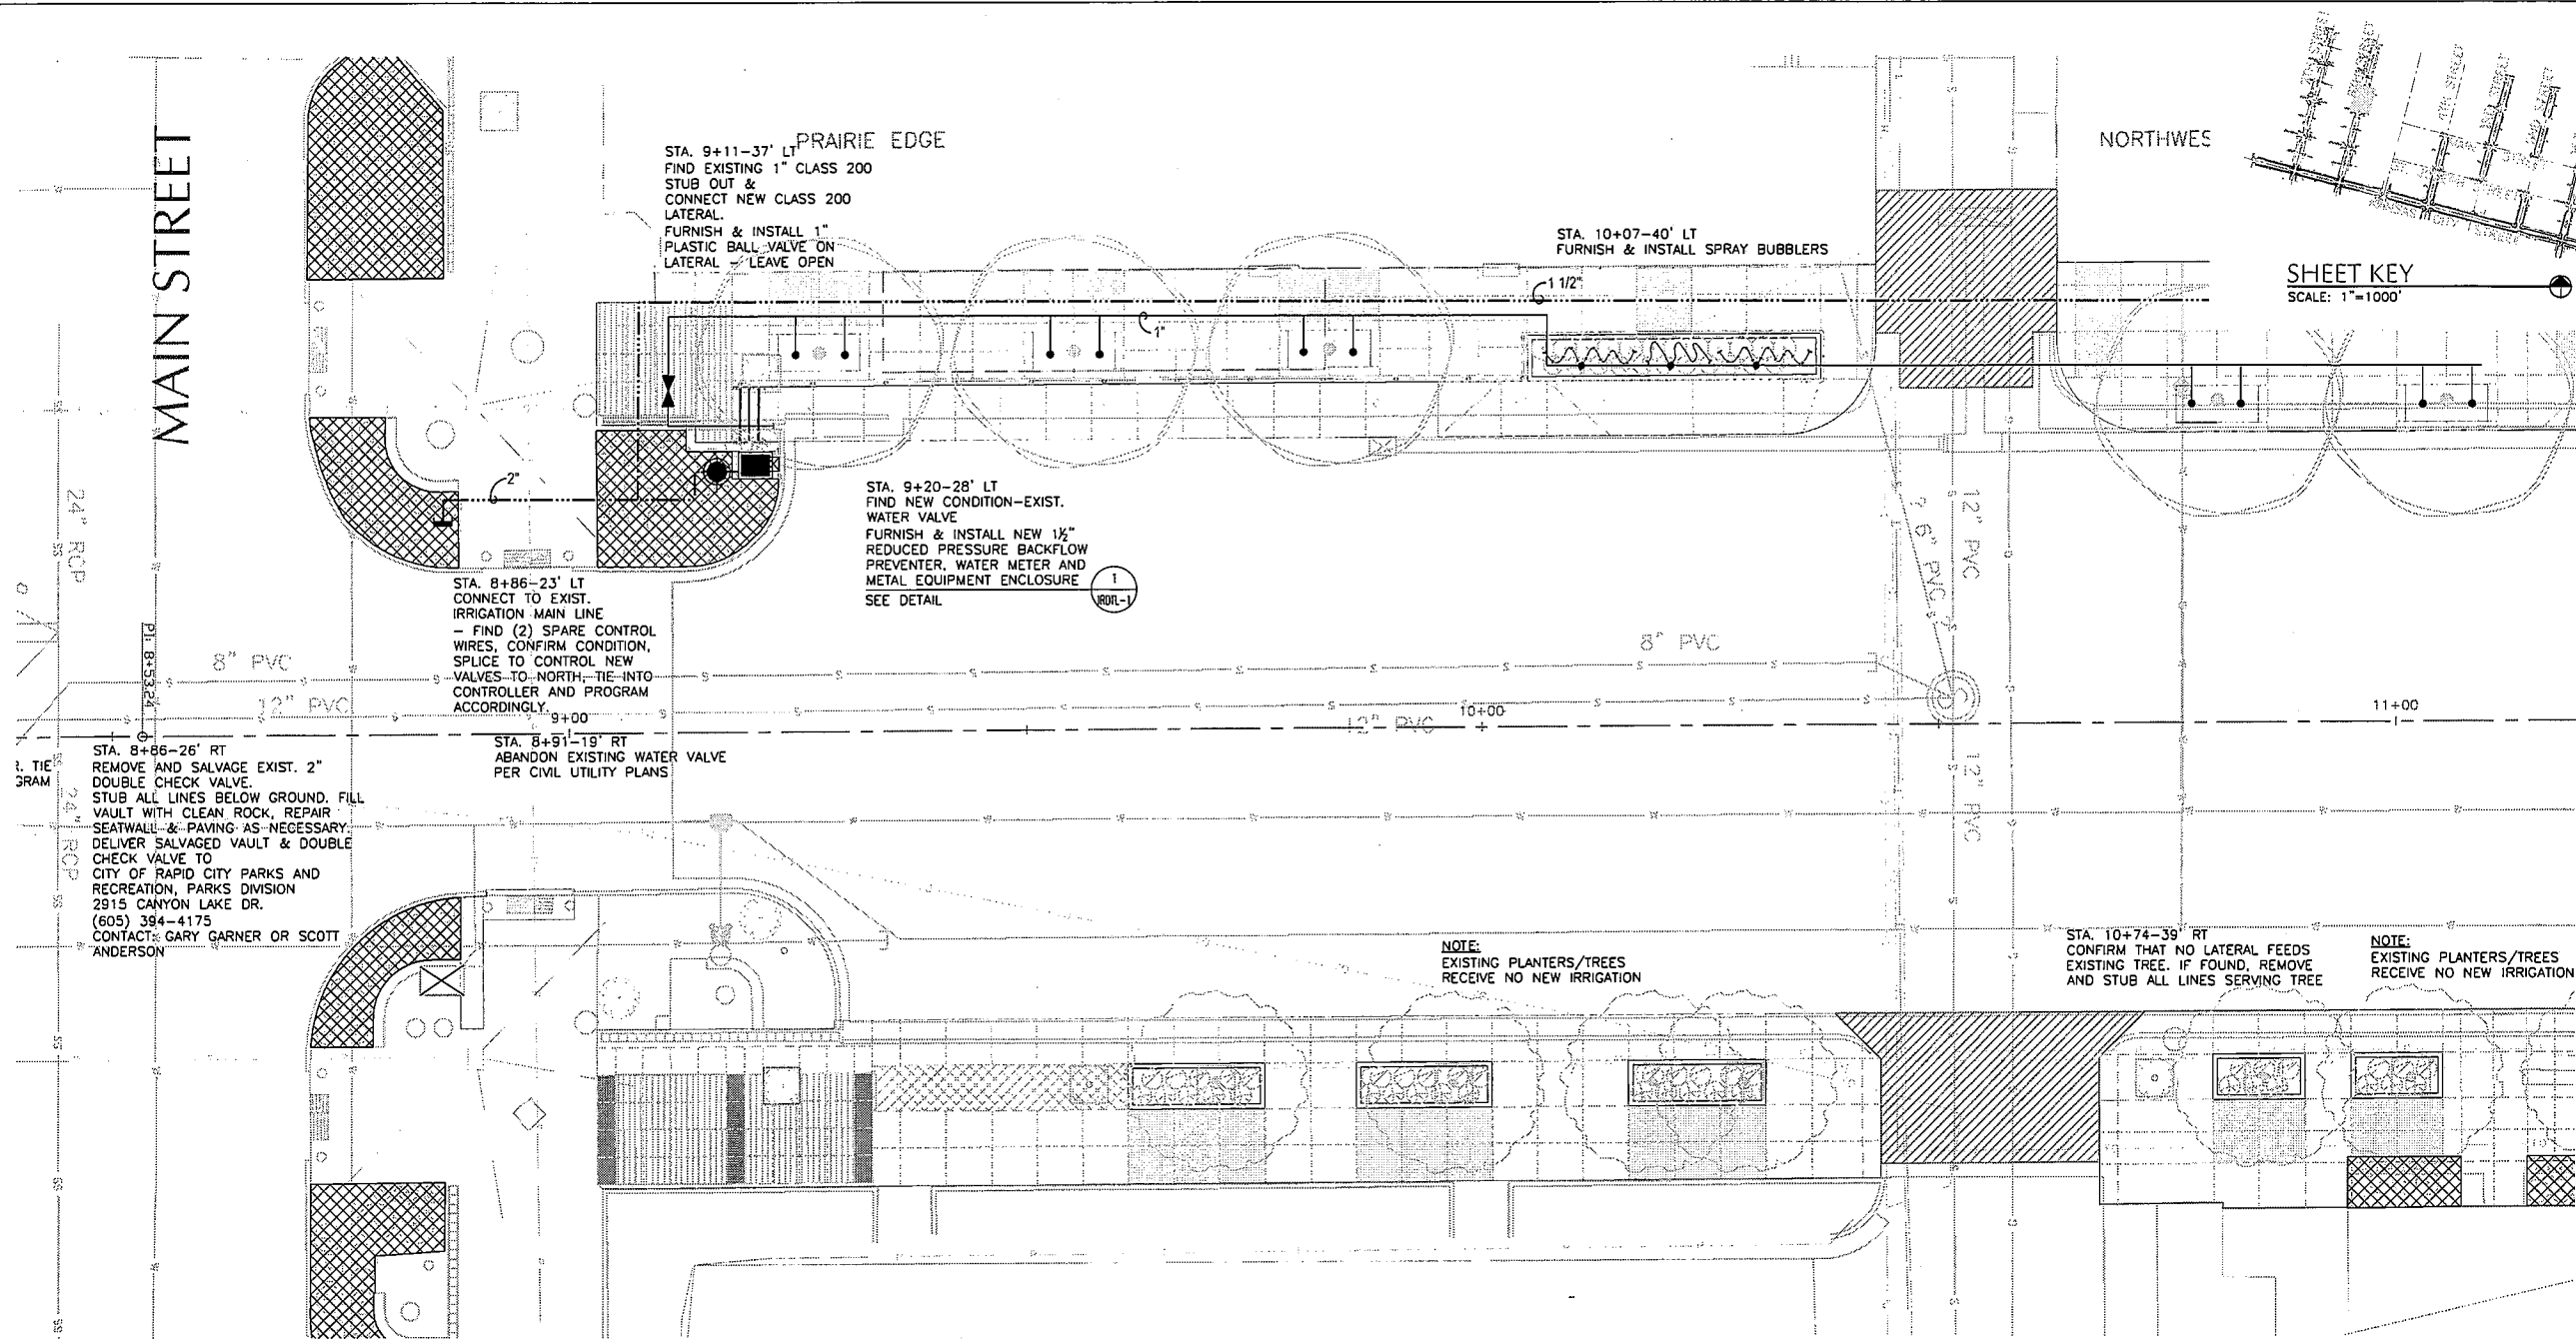 MAIN STREET
PRAIRIE EDGE
NORTHWES
STA. 9+11-37' LT
FIND EXISTING 1" CLASS 200
STUB OUT &
CONNECT NEW CLASS 200
LATERAL.
FURNISH & INSTALL 1"
PLASTIC BALL VALVE ON
LATERAL - LEAVE OPEN
STA. 10+07-40' LT
FURNISH & INSTALL SPRAY BUBBLERS
SHEET KEY
SCALE: 1"=1000'
1 1/2"
1"
2"
STA. 9+20-28' LT
FIND NEW CONDITION-EXIST.
WATER VALVE
FURNISH & INSTALL NEW 1½"
REDUCED PRESSURE BACKFLOW
PREVENTER, WATER METER AND
METAL EQUIPMENT ENCLOSURE
SEE DETAIL
1
IRDTL-1
24" RCP
12" PVC
6" PVC
STA. 8+86-23' LT
CONNECT TO EXIST.
IRRIGATION MAIN LINE
- FIND (2) SPARE CONTROL
WIRES, CONFIRM CONDITION,
SPLICE TO CONTROL NEW
VALVES TO NORTH, TIE INTO
CONTROLLER AND PROGRAM
ACCORDINGLY.
PI: 8+53.24
8" PVC
8" PVC
12" PVC
12" PVC
9+00
10+00
11+00
STA. 8+86-26' RT
REMOVE AND SALVAGE EXIST. 2"
DOUBLE CHECK VALVE.
STUB ALL LINES BELOW GROUND. FILL
VAULT WITH CLEAN ROCK, REPAIR
SEATWALL & PAVING AS NECESSARY.
DELIVER SALVAGED VAULT & DOUBLE
CHECK VALVE TO
CITY OF RAPID CITY PARKS AND
RECREATION, PARKS DIVISION
2915 CANYON LAKE DR.
(605) 394-4175
CONTACT: GARY GARNER OR SCOTT
ANDERSON
R. TIE
GRAM
STA. 8+91-19' RT
ABANDON EXISTING WATER VALVE
PER CIVIL UTILITY PLANS
24" RCP
12" PVC
NOTE:
EXISTING PLANTERS/TREES
RECEIVE NO NEW IRRIGATION
STA. 10+74-39' RT
CONFIRM THAT NO LATERAL FEEDS
EXISTING TREE. IF FOUND, REMOVE
AND STUB ALL LINES SERVING TREE
NOTE:
EXISTING PLANTERS/TREES
RECEIVE NO NEW IRRIGATION